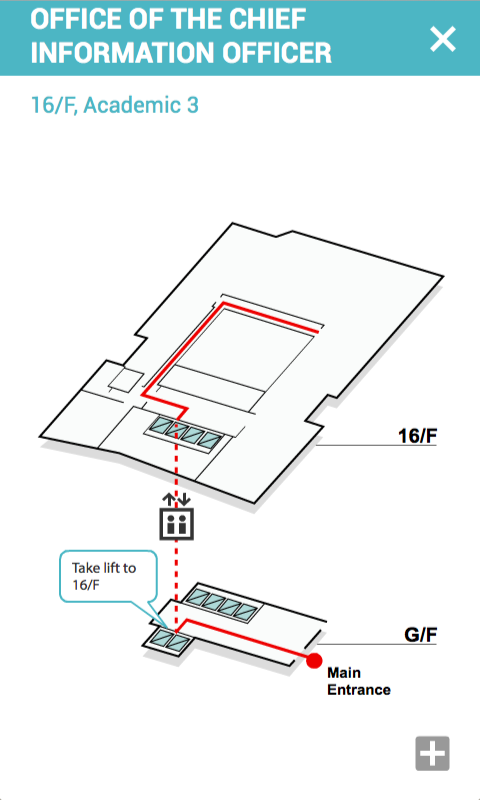 OFFICE OF THE CHIEF
INFORMATION OFFICER
16/F, Academic 3
16/F
Take lift to
16/F
G/F
Main
Entrance